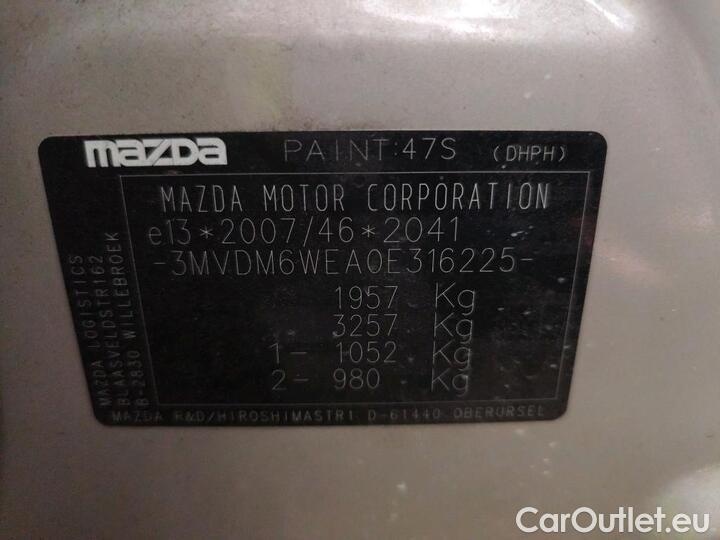 mazda PAINT:47S (DHPH)
MAZDA MOTOR CORPORATION
e13*2007/46*2041
-3MVDM6WEA0E316225-
1957 Kg
3257 Kg
1- 1052 Kg
2- 980 Kg
MAZDA LOGISTICS
BLAASVELDSTR162
B-2830 WILLEBROEK
MAZDA R&D/HIROSHIMASTR1 D-61440 OBERURSEL
CarOutlet.eu